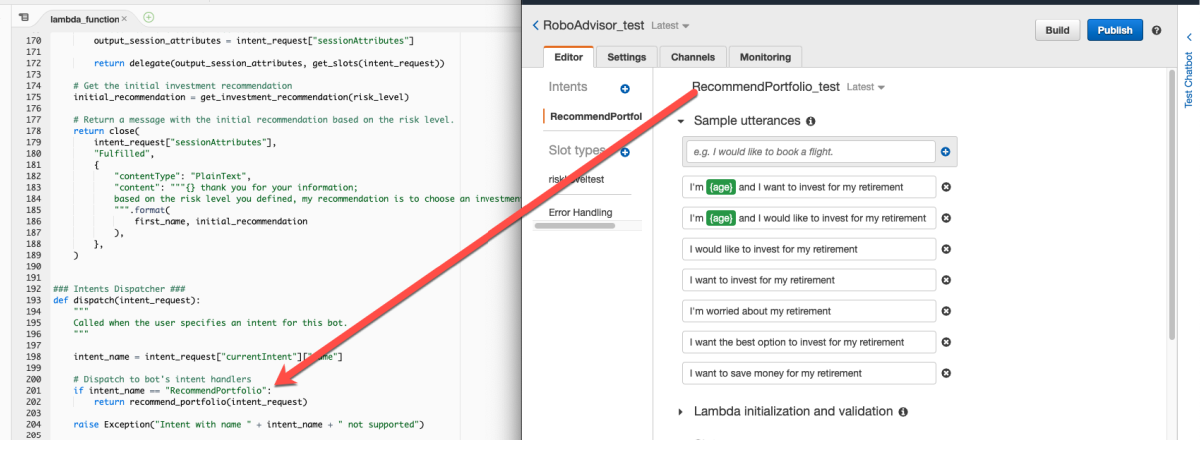 lambda_function ×
170 output_session_attributes = intent_request["sessionAttributes"]
171
172 return delegate(output_session_attributes, get_slots(intent_request))
173
174 # Get the initial investment recommendation
175 initial_recommendation = get_investment_recommendation(risk_level)
176
177 # Return a message with the initial recommendation based on the risk level.
178 return close(
179 intent_request["sessionAttributes"],
180 "Fulfilled",
181 {
182 "contentType": "PlainText",
183 "content": """{} thank you for your information;
184 based on the risk level you defined, my recommendation is to choose an investment
185 """.format(
186 first_name, initial_recommendation
187 ),
188 },
189 )
190
191
192 ### Intents Dispatcher ###
193 def dispatch(intent_request):
194 """
195 Called when the user specifies an intent for this bot.
196 """
197
198 intent_name = intent_request["currentIntent"]["name"]
199
200 # Dispatch to bot's intent handlers
201 if intent_name == "RecommendPortfolio":
202 return recommend_portfolio(intent_request)
203
204 raise Exception("Intent with name " + intent_name + " not supported")
205
RoboAdvisor_test Latest
Build Publish
Editor Settings Channels Monitoring
Intents
RecommendPortfol
Slot types
Error Handling
RecommendPortfolio_test Latest
Sample utterances
e.g. I would like to book a flight.
I'm {age} and I want to invest for my retirement
I'm {age} and I would like to invest for my retirement
I would like to invest for my retirement
I want to invest for my retirement
I'm worried about my retirement
I want the best option to invest for my retirement
I want to save money for my retirement
Lambda initialization and validation
Test Chatbot